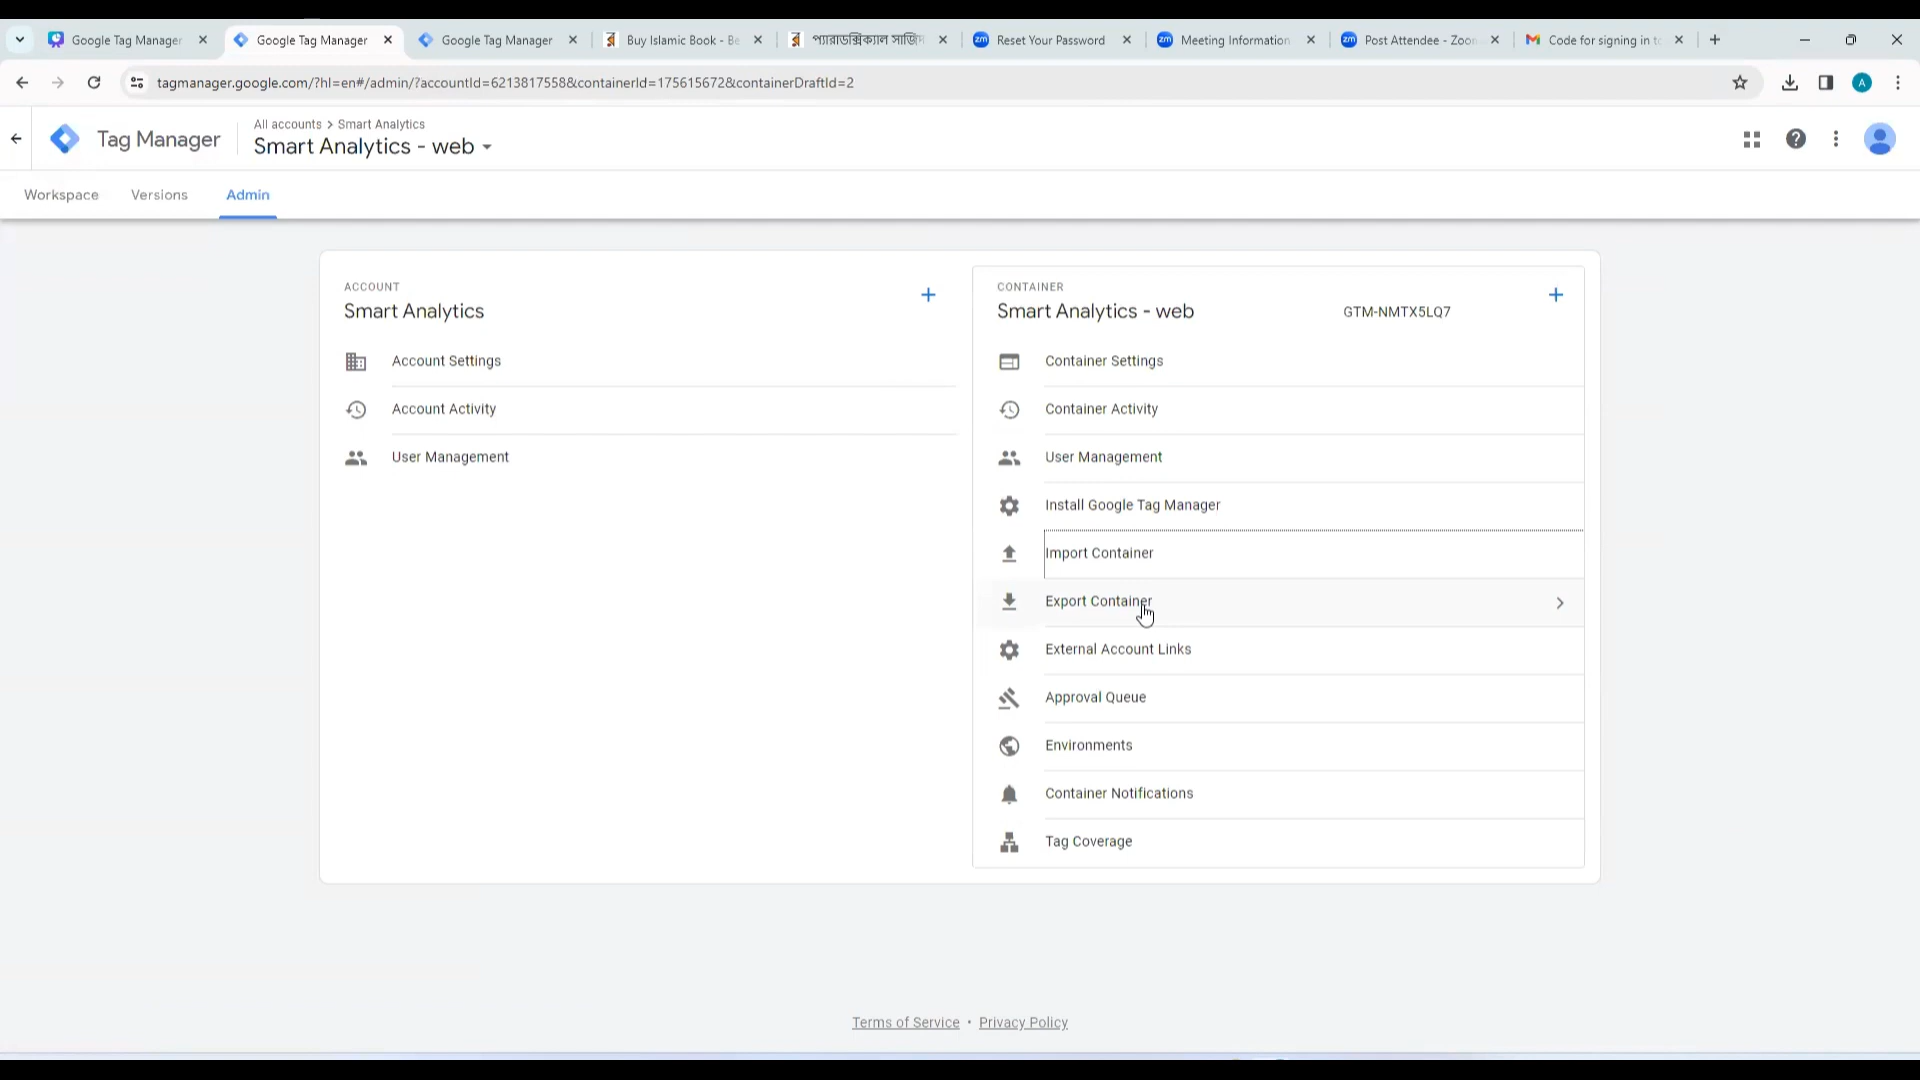 Google Tag Manager
Google Tag Manager
Google Tag Manager
Buy Islamic Book - Be
প্যারাডক্সিক্যাল সাজিদ
Reset Your Password
Meeting Information
Post Attendee - Zoom
Code for signing in to
tagmanager.google.com/?hl=en#/admin/?accountId=6213817558&containerId=175615672&containerDraftId=2
A
Tag Manager
All accounts > Smart Analytics
Smart Analytics - web
Workspace
Versions
Admin
ACCOUNT
Smart Analytics
Account Settings
Account Activity
User Management
CONTAINER
Smart Analytics - web
GTM-NMTX5LQ7
Container Settings
Container Activity
User Management
Install Google Tag Manager
Import Container
Export Container
External Account Links
Approval Queue
Environments
Container Notifications
Tag Coverage
Terms of Service • Privacy Policy